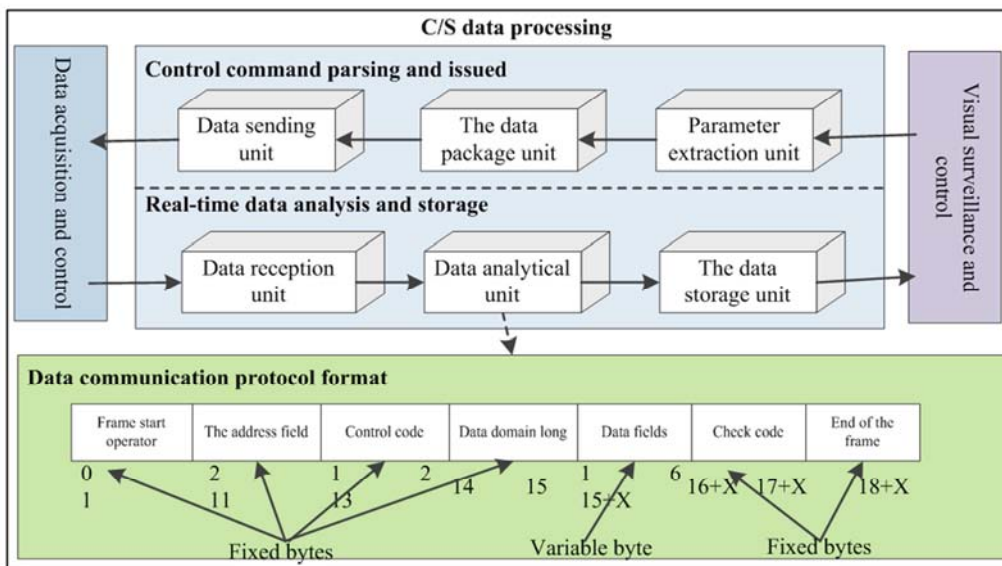 C/S data processing
Data acquisition and control
Control command parsing and issued
Data sending
unit
The data
package unit
Parameter
extraction unit
Visual surveillance and
control
Real-time data analysis and storage
Data reception
unit
Data analytical
unit
The data
storage unit
Data communication protocol format
Frame start
operator
The address field
Control code
Data domain long
Data fields
Check code
End of the
frame
0 2 1 2 14 15 1 6 16+X 17+X 18+X
1 11 13 15+X
Fixed bytes
Variable byte
Fixed bytes